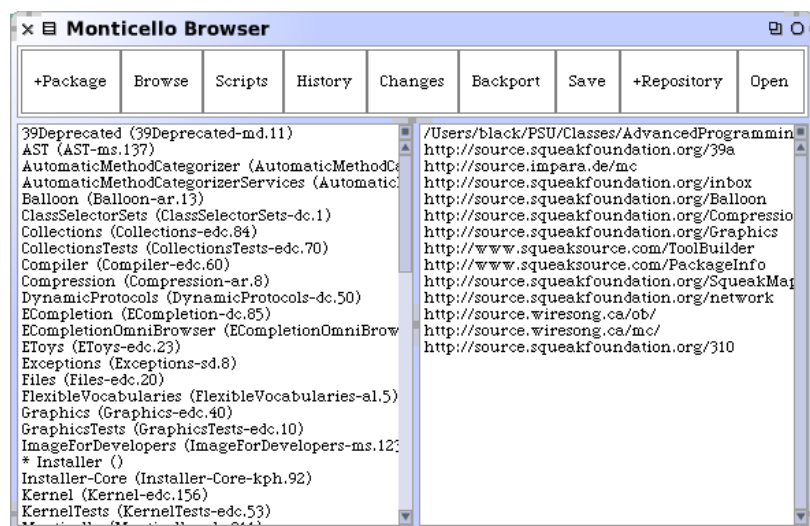 Monticello Browser
+Package Browse Scripts History Changes Backport Save +Repository Open
39Deprecated (39Deprecated-md.11)
AST (AST-ms.137)
AutomaticMethodCategorizer (AutomaticMethodCa
AutomaticMethodCategorizerServices (Automatic
Balloon (Balloon-ar.13)
ClassSelectorSets (ClassSelectorSets-dc.1)
Collections (Collections-edc.84)
CollectionsTests (CollectionsTests-edc.70)
Compiler (Compiler-edc.60)
Compression (Compression-ar.8)
DynamicProtocols (DynamicProtocols-dc.50)
ECompletion (ECompletion-dc.85)
ECompletionOmniBrowser (ECompletionOmniBrow
EToys (EToys-edc.23)
Exceptions (Exceptions-sd.8)
Files (Files-edc.20)
FlexibleVocabularies (FlexibleVocabularies-al.5)
Graphics (Graphics-edc.40)
GraphicsTests (GraphicsTests-edc.10)
ImageForDevelopers (ImageForDevelopers-ms.123
* Installer ()
Installer-Core (Installer-Core-kph.92)
Kernel (Kernel-edc.156)
KernelTests (KernelTests-edc.53)
/Users/black/PSU/Classes/AdvancedProgrammin
http://source.squeakfoundation.org/39a
http://source.impara.de/mc
http://source.squeakfoundation.org/inbox
http://source.squeakfoundation.org/Balloon
http://source.squeakfoundation.org/Compressio
http://source.squeakfoundation.org/Graphics
http://www.squeaksource.com/ToolBuilder
http://www.squeaksource.com/PackageInfo
http://source.squeakfoundation.org/SqueakMap
http://source.squeakfoundation.org/network
http://source.wiresong.ca/ob/
http://source.wiresong.ca/mc/
http://source.squeakfoundation.org/310